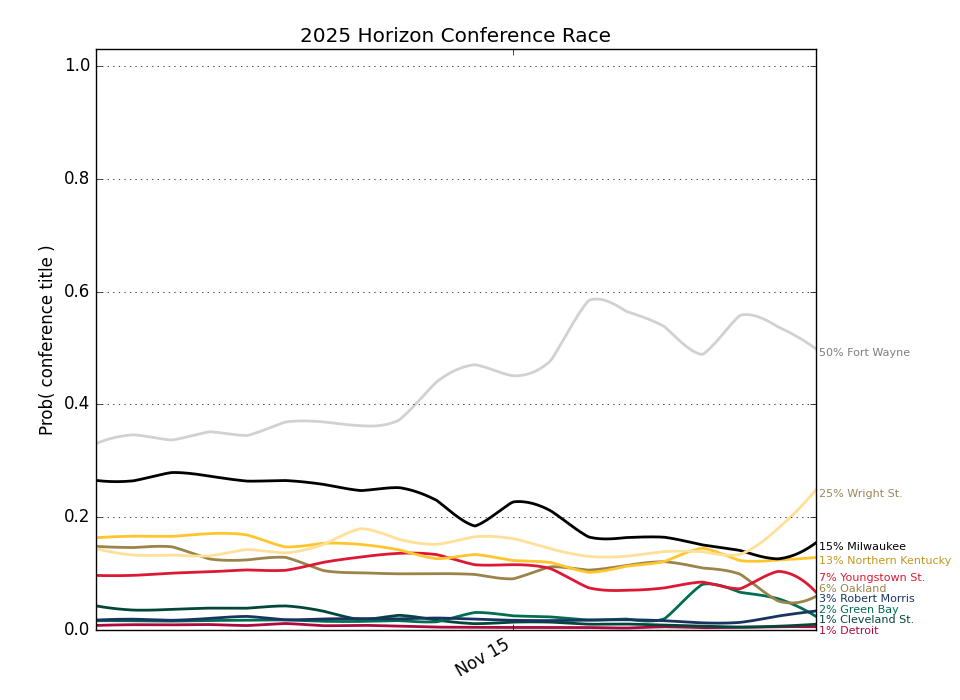 2025 Horizon Conference Race
Prob( conference title )
1.0
0.8
0.6
0.4
0.2
0.0
Nov 15
50% Fort Wayne
25% Wright St.
15% Milwaukee
13% Northern Kentucky
7% Youngstown St.
6% Oakland
3% Robert Morris
2% Green Bay
1% Cleveland St.
1% Detroit